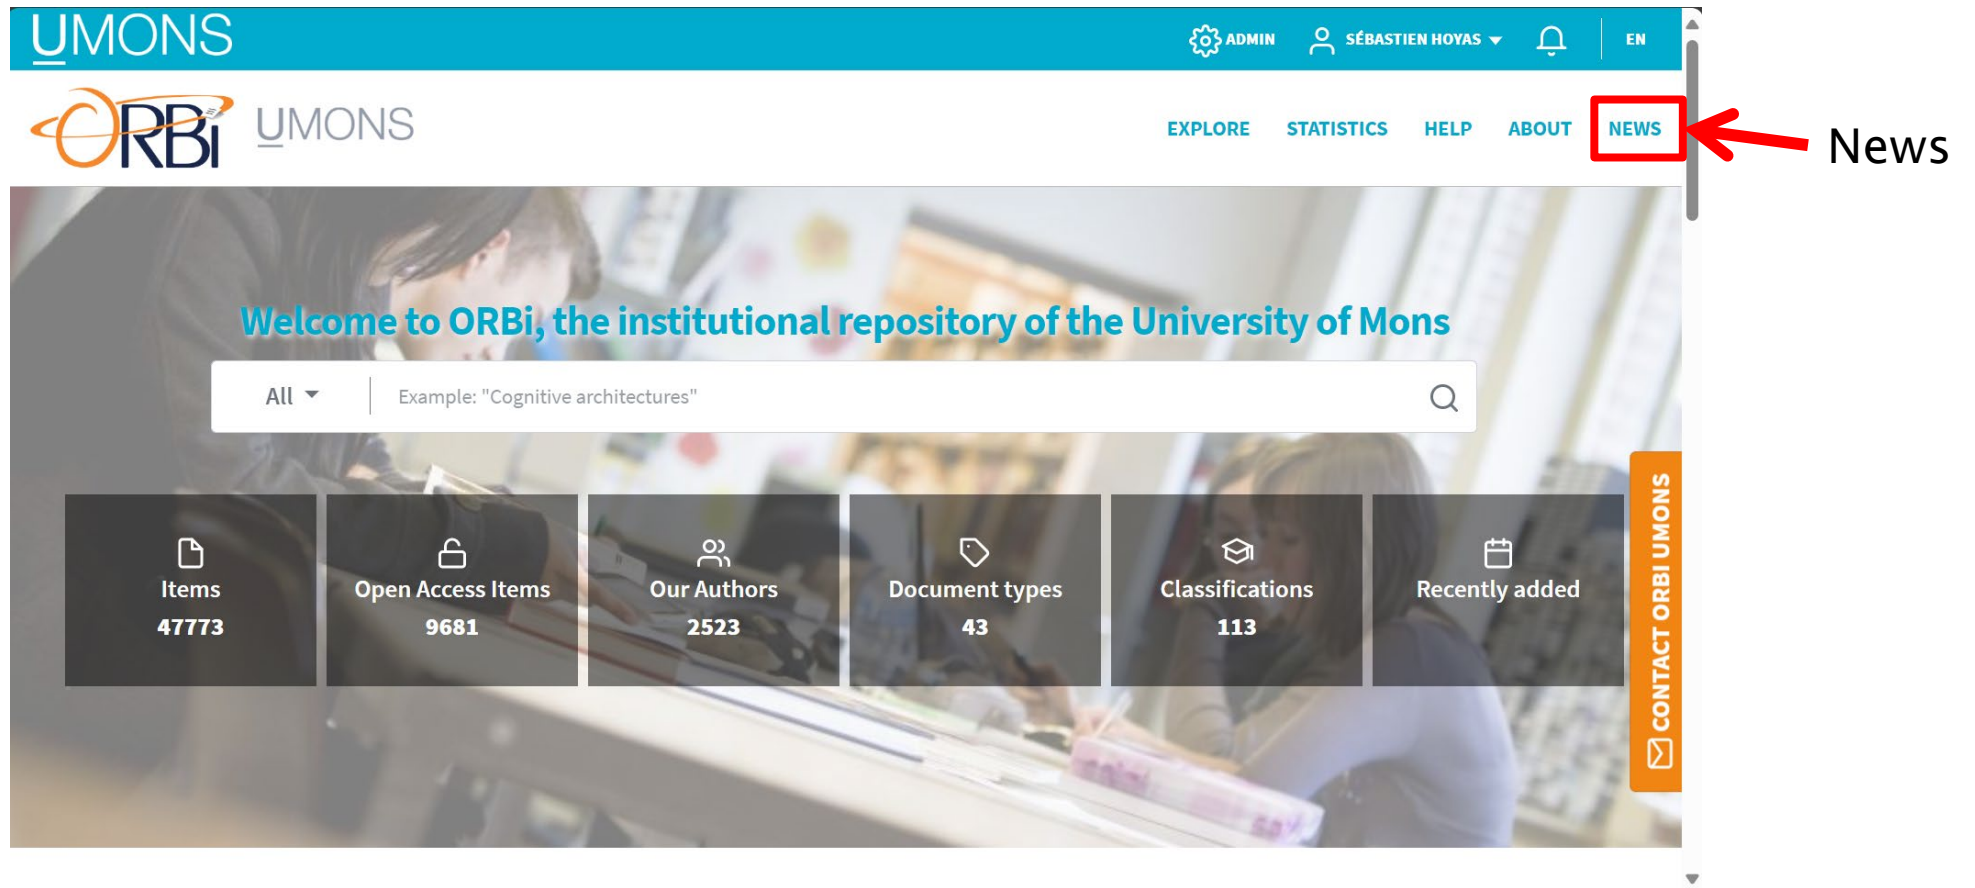 UMONS
ADMIN SÉBASTIEN HOYAS EN
ORBi UMONS
EXPLORE STATISTICS HELP ABOUT NEWS
News
Welcome to ORBi, the institutional repository of the University of Mons
All Example: "Cognitive architectures"
Items
47773
Open Access Items
9681
Our Authors
2523
Document types
43
Classifications
113
Recently added
CONTACT ORBI UMONS